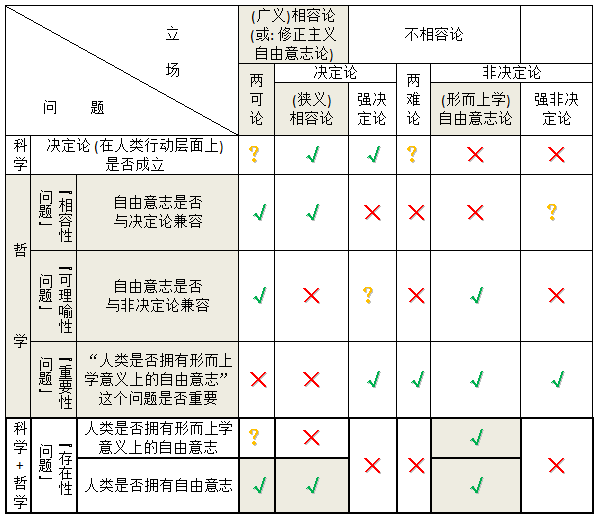 立
场
问 题
(广义)相容论
(或: 修正主义
自由意志论)
不相容论
两可论
决定论
两难论
非决定论
(狭义)
相容论
强决
定论
(形而上学)
自由意志论
强非决
定论
科学
决定论 (在人类行动层面上)
是否成立
?
√
√
?
×
×
哲学
『相容性
问题』
自由意志是否
与决定论兼容
√
√
×
×
×
?
『可理喻性
问题』
自由意志是否
与非决定论兼容
√
×
?
×
√
×
『重要性
问题』
“人类是否拥有形而上
学意义上的自由意志”
这个问题是否重要
×
×
√
√
√
√
科学+哲学
『存在性
问题』
人类是否拥有形而上学
意义上的自由意志
?
×
×
×
√
×
人类是否拥有自由意志
√
√
√